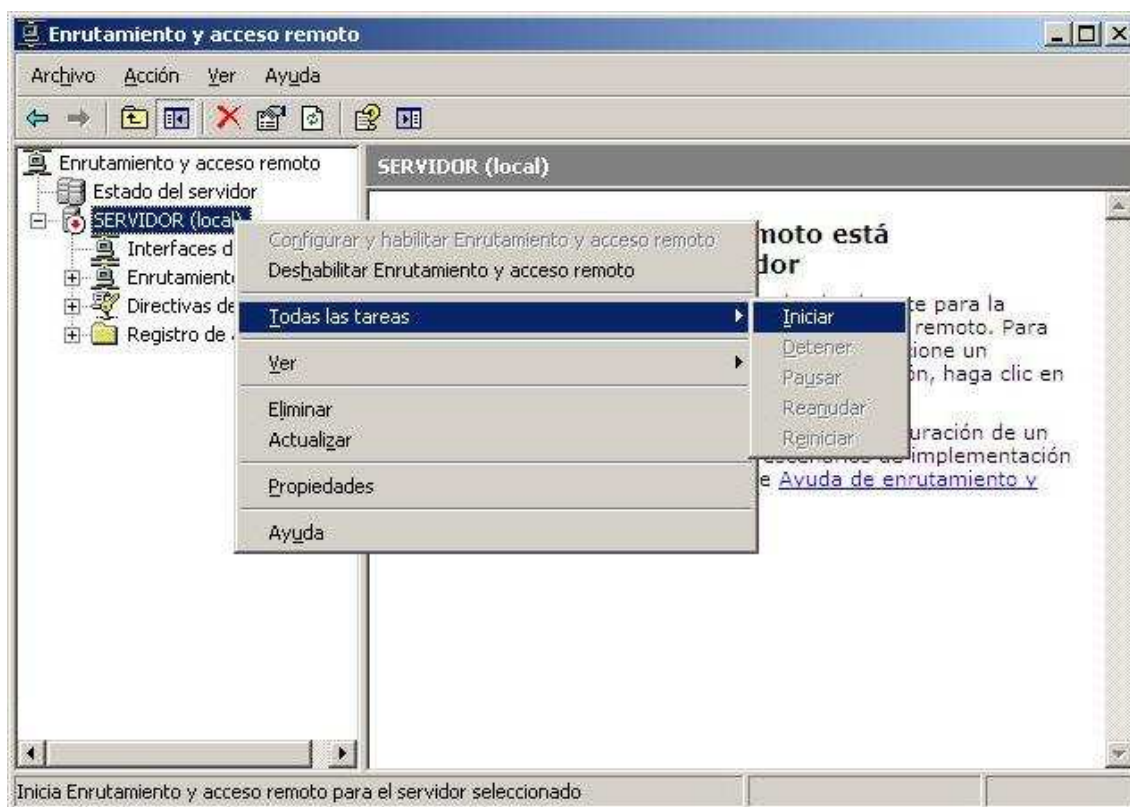 Enrutamiento y acceso remoto
Archivo Acción Ver Ayuda
Enrutamiento y acceso remoto
Estado del servidor
SERVIDOR (local)
Interfaces d
Enrutamient
Directivas de
Registro de
SERVIDOR (local)
moto está
dor
te para la
remoto. Para
ione un
ón, haga clic en
uración de un
implementación
e Ayuda de enrutamiento y
Configurar y habilitar Enrutamiento y acceso remoto
Deshabilitar Enrutamiento y acceso remoto
Todas las tareas
Ver
Eliminar
Actualizar
Propiedades
Ayuda
Iniciar
Detener
Pausar
Reanudar
Reiniciar
Inicia Enrutamiento y acceso remoto para el servidor seleccionado